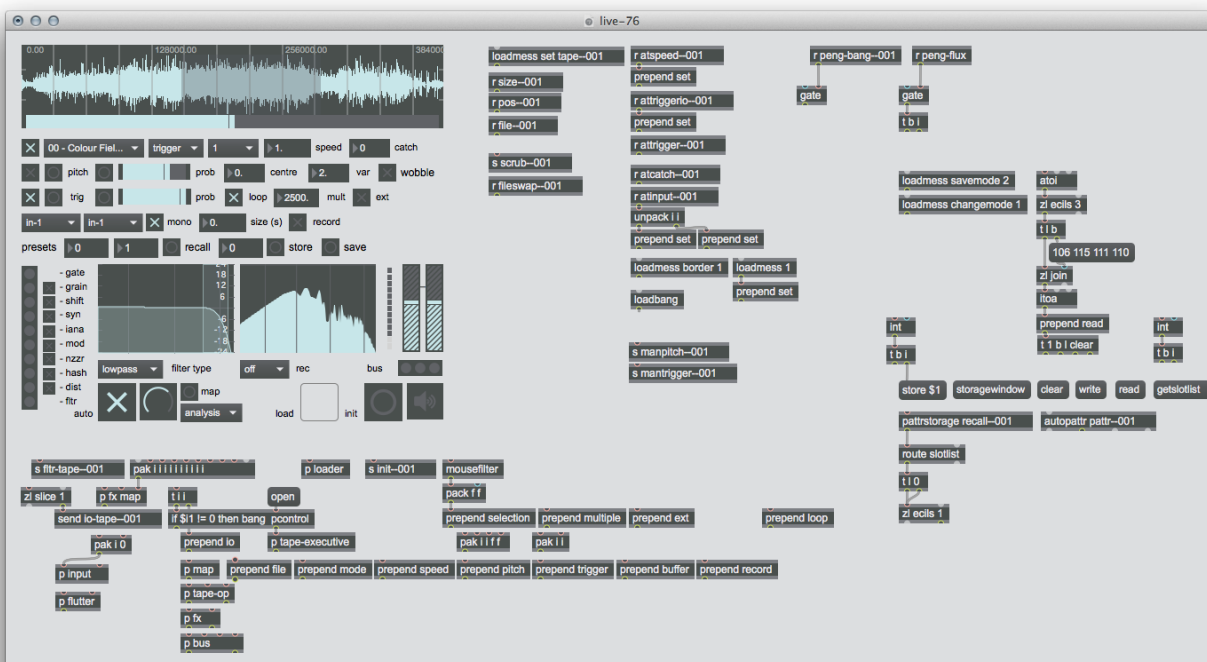 live-76
0.00 128000.00 256000.00 384000
00 - Colour Fiel... trigger 1 1. speed 0 catch
pitch prob 0. centre 2. var wobble
trig prob loop 2500. mult ext
in-1 in-1 mono 0. size (s) record
presets 0 1 recall 0 store save
- gate
- grain
- shift
- syn
- iana
- mod
- nzzr
- hash
- dist
- fltr
auto
18
12
6
-6
-12
-24
lowpass filter type off rec bus
map
analysis load init
loadmess set tape--001
r size--001
r pos--001
r file--001
s scrub--001
r fileswap--001
r atspeed--001
prepend set
r attriggerio--001
prepend set
r attrigger--001
r atcatch--001
r atinput--001
unpack i i
prepend set prepend set
loadmess border 1 loadmess 1
prepend set
loadbang
s manpitch--001
s mantrigger--001
r peng-bang--001 r peng-flux
gate gate
t b i
loadmess savemode 2
loadmess changemode 1
atoi
zl ecils 3
t l b
106 115 111 110
zl join
itoa
prepend read
t 1 b l clear
int int
t b i t b i
store $1 storagewindow clear write read getslotlist
pattrstorage recall--001 autopattr pattr--001
route slotlist
t l 0
zl ecils 1
s fltr-tape--001 pak i i i i i i i i i i p loader s init--001 mousefilter
zl slice 1 p fx map t i i open pack f f
send io-tape--001 if $i1 != 0 then bang pcontrol prepend selection prepend multiple prepend ext prepend loop
pak i 0 prepend io p tape-executive pak i i f f pak i i
p input p map prepend file prepend mode prepend speed prepend pitch prepend trigger prepend buffer prepend record
p flutter p tape-op
p fx
p bus